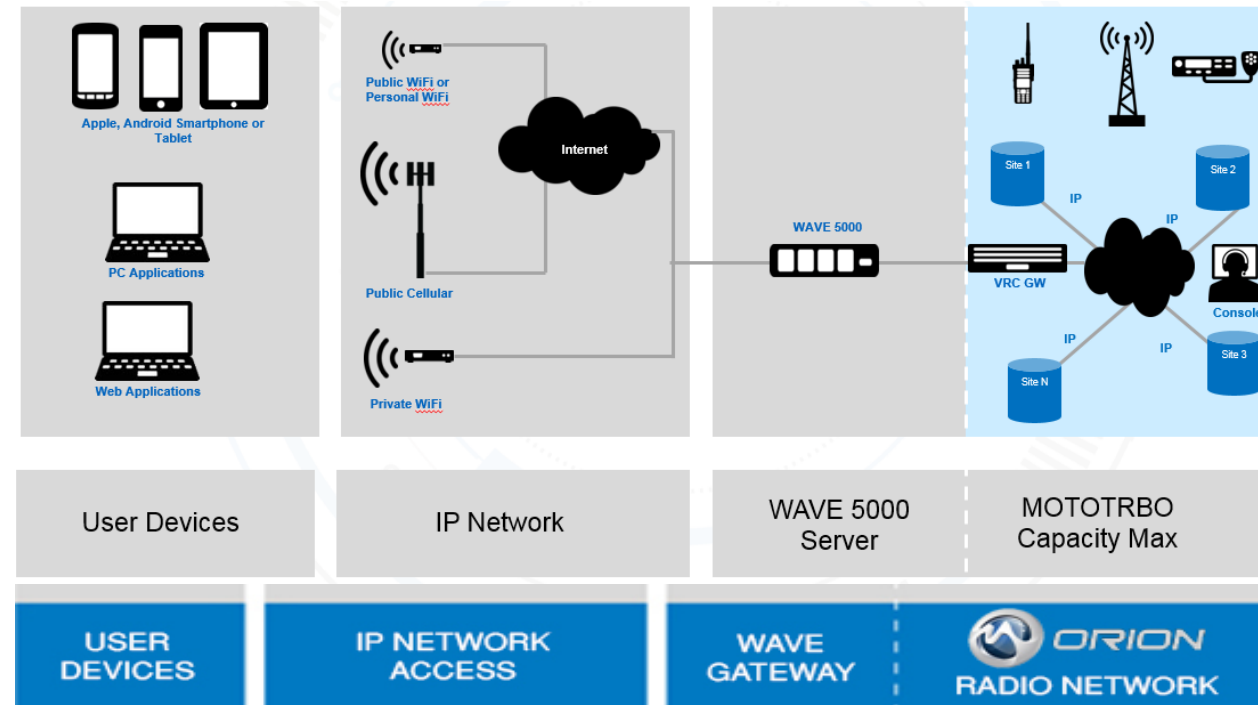 Apple, Android Smartphone or
Tablet
PC Applications
Web Applications
Public WiFi or
Personal WiFi
Internet
Public Cellular
Private WiFi
WAVE 5000
VRC GW
Site 1
Site 2
IP
IP
Console
IP
IP
Site 3
Site N
User Devices
IP Network
WAVE 5000
Server
MOTOTRBO
Capacity Max
USER
DEVICES
IP NETWORK
ACCESS
WAVE
GATEWAY
ORION
RADIO NETWORK